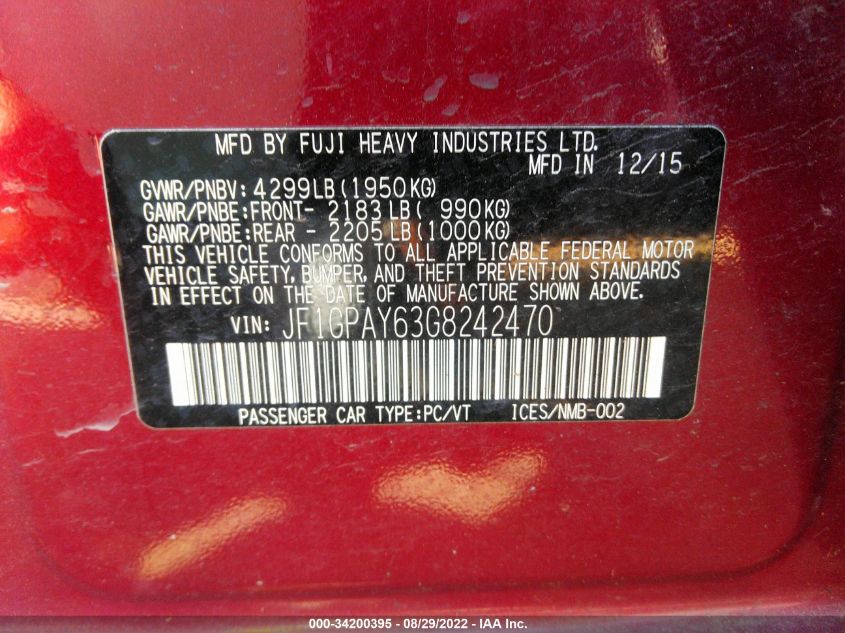 MFD BY FUJI HEAVY INDUSTRIES LTD.
MFD IN 12/15
GVWR/PNBV: 4299LB(1950KG)
GAWR/PNBE:FRONT- 2183LB( 990KG)
GAWR/PNBE:REAR - 2205LB(1000KG)
THIS VEHICLE CONFORMS TO ALL APPLICABLE FEDERAL MOTOR
VEHICLE SAFETY, BUMPER, AND THEFT PREVENTION STANDARDS
IN EFFECT ON THE DATE OF MANUFACTURE SHOWN ABOVE.
VIN: JF1GPAY63G8242470
PASSENGER CAR TYPE:PC/VT ICES/NMB-002
000-34200395 - 08/29/2022 - IAA Inc.